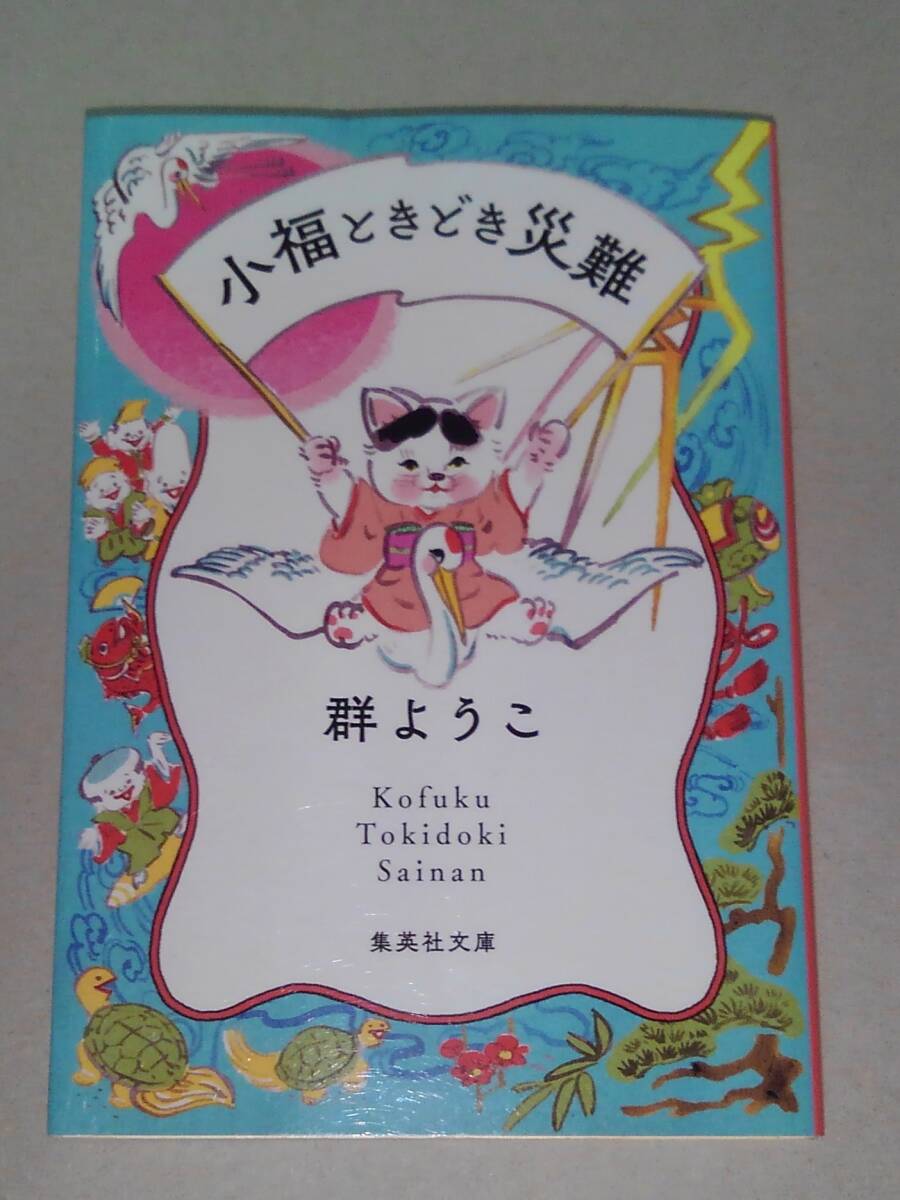 小福ときどき災難
群ようこ
Kofuku
Tokidoki
Sainan
集英社文庫